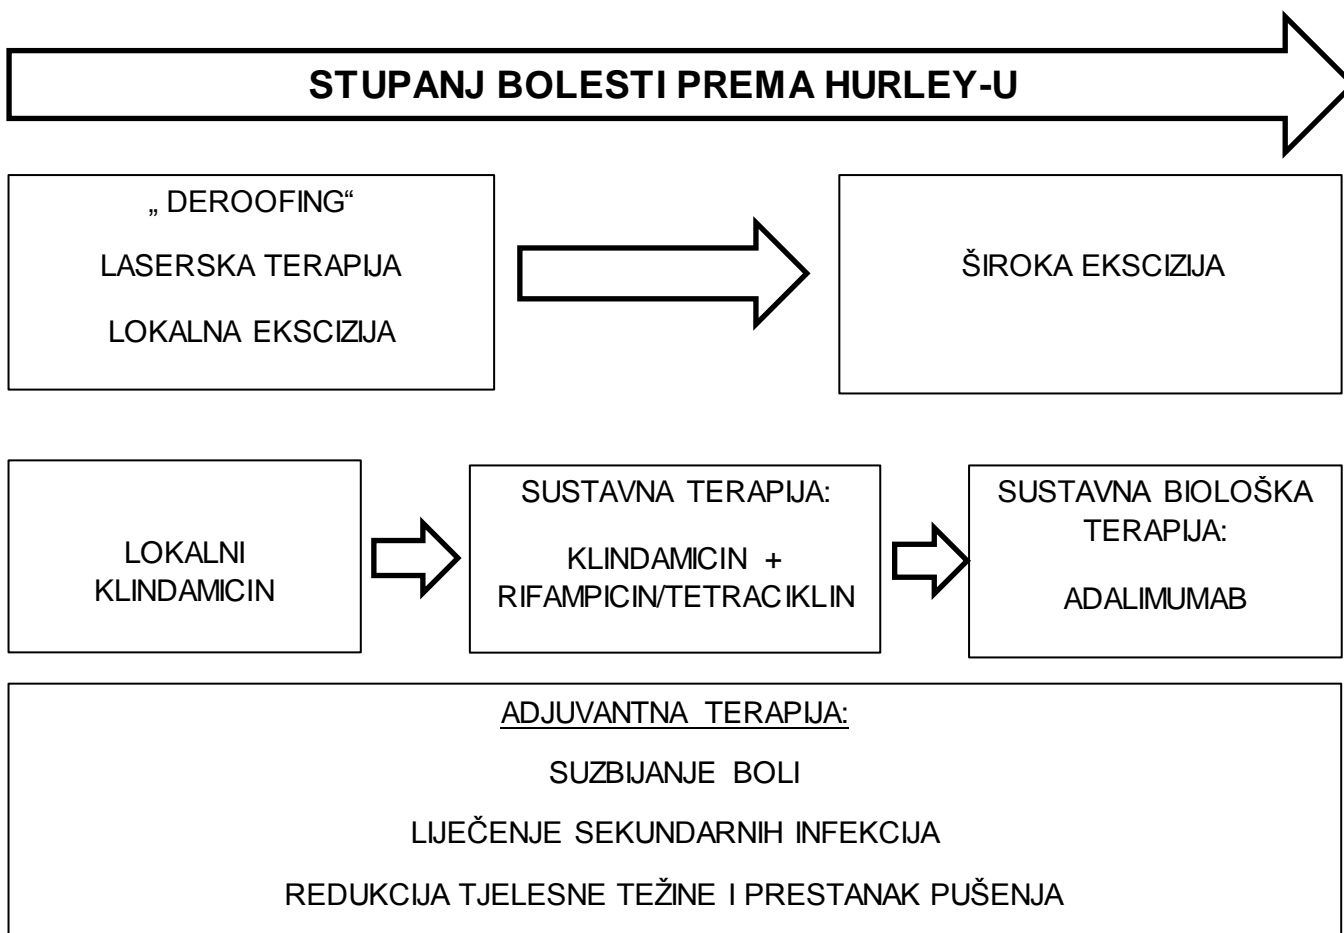 STUPANJ BOLESTI PREMA HURLEY-U
„ DEROOFING“
LASERSKA TERAPIJA
LOKALNA EKSCIZIJA
ŠIROKA EKSCIZIJA
LOKALNI
KLINDAMICIN
SUSTAVNA TERAPIJA:
KLINDAMICIN +
RIFAMPICIN/TETRACIKLIN
SUSTAVNA BIOLOŠKA
TERAPIJA:
ADALIMUMAB
ADJUVANTNA TERAPIJA:
SUZBIJANJE BOLI
LIJEČENJE SEKUNDARNIH INFEKCIJA
REDUKCIJA TJELESNE TEŽINE I PRESTANAK PUŠENJA